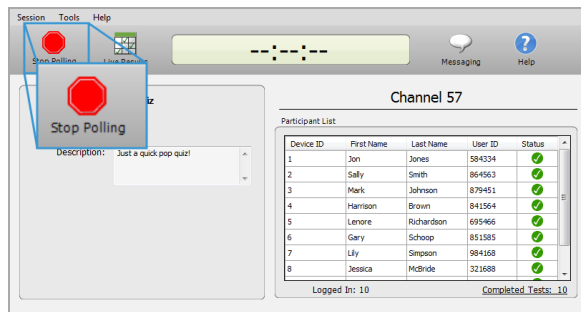 Session Tools Help
Stop Polling
Messaging
Help
--:--:--
Stop Polling
iz
Description: Just a quick pop quiz!
Channel 57
Participant List
Device ID First Name Last Name User ID Status
1 Jon Jones 584334
2 Sally Smith 864563
3 Mark Johnson 879451
4 Harrison Brown 841564
5 Lenore Richardson 695466
6 Gary Schoop 851585
7 Lily Simpson 984168
8 Jessica McBride 321688
Logged In: 10 Completed Tests: 10